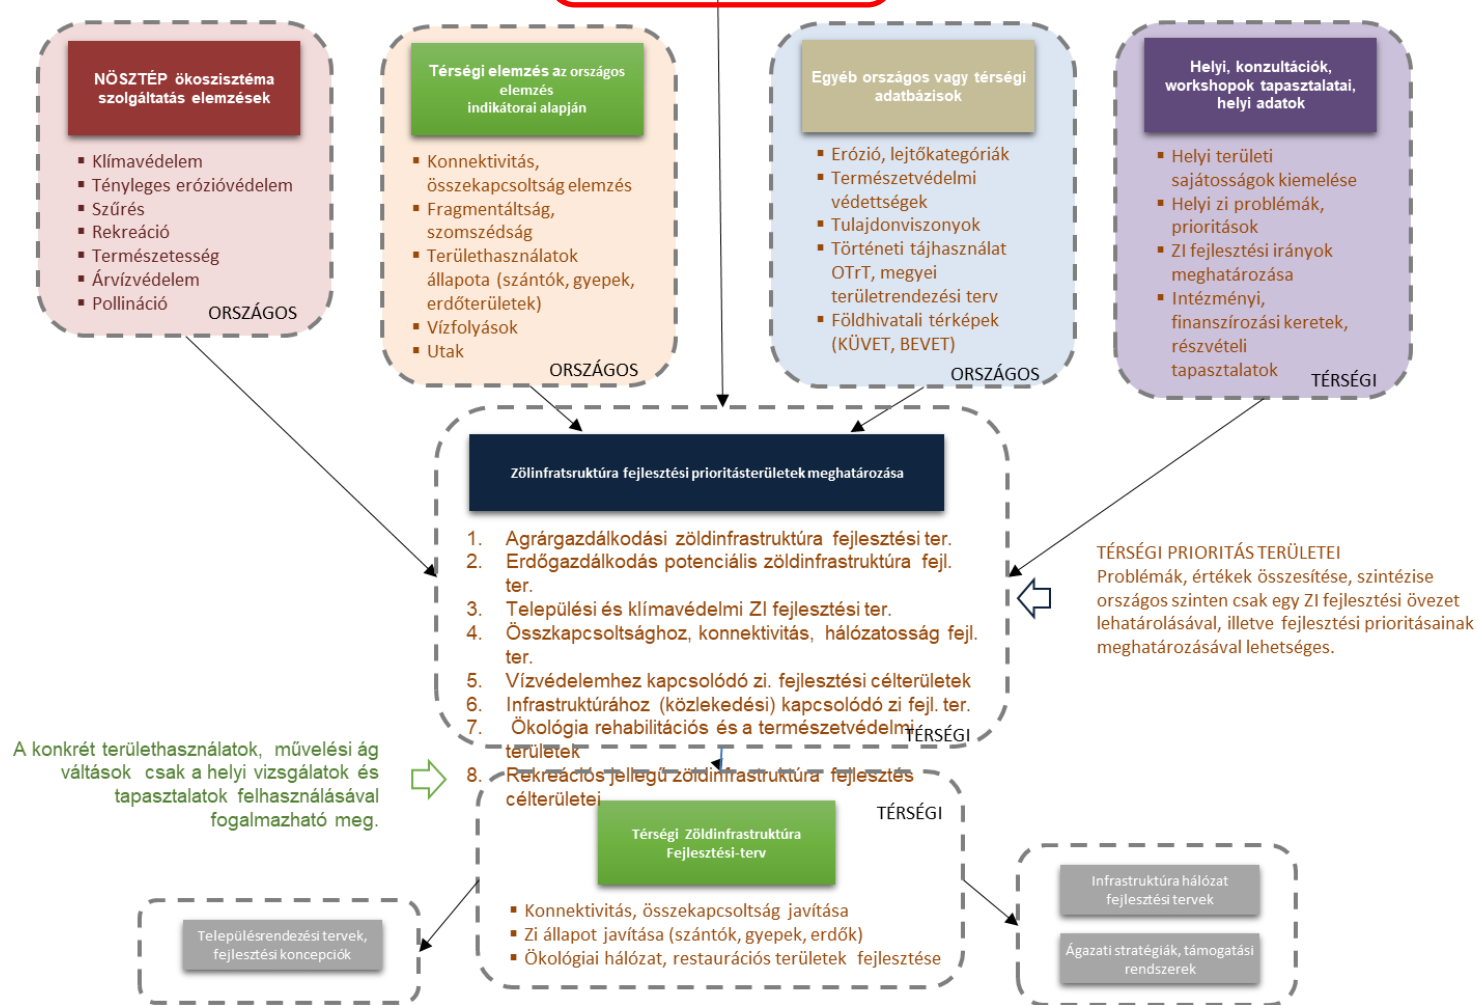 NÖSZTÉP ökoszisztéma
szolgáltatás elemzések
▪ Klímavédelem
▪ Tényleges erózióvédelem
▪ Szűrés
▪ Rekreáció
▪ Természetesség
▪ Árvízvédelem
▪ Pollináció
ORSZÁGOS
Térségi elemzés az országos
elemzés
indikátorai alapján
▪ Konnektivitás,
összekapcsoltság elemzés
▪ Fragmentáltság,
szomszédság
▪ Területhasználatok
állapota (szántók, gyepek,
erdőterületek)
▪ Vízfolyások
▪ Utak
ORSZÁGOS
Egyéb országos vagy térségi
adatbázisok
▪ Erózió, lejtőkategóriák
▪ Természetvédelmi
védettségek
▪ Tulajdonviszonyok
▪ Történeti tájhasználat
OTrT, megyei
területrendezési terv
▪ Földhivatali térképek
(KÜVET, BEVET)
ORSZÁGOS
Helyi, konzultációk,
workshopok tapasztalatai,
helyi adatok
▪ Helyi területi
sajátosságok kiemelése
▪ Helyi zi problémák,
prioritások
▪ ZI fejlesztési irányok
meghatározása
▪ Intézményi,
finanszírozási keretek,
részvételi
tapasztalatok
TÉRSÉGI
Zölinfratsruktúra fejlesztési prioritásterületek meghatározása
1. Agrárgazdálkodási zöldinfrastruktúra fejlesztési ter.
2. Erdőgazdálkodás potenciális zöldinfrastruktúra fejl.
ter.
3. Települési és klímavédelmi ZI fejlesztési ter.
4. Összkapcsoltsághoz, konnektivitás, hálózatosság fejl.
ter.
5. Vízvédelemhez kapcsolódó zi. fejlesztési célterületek
6. Infrastruktúrához (közlekedési) kapcsolódó zi fejl. ter.
7. Ökológia rehabilitációs és a természetvédelmi
területek
8. Rekreációs jellegű zöldinfrastruktúra fejlesztés
célterületei
TÉRSÉGI
TÉRSÉGI PRIORITÁS TERÜLETEI
Problémák, értékek összesítése, szintézise
országos szinten csak egy ZI fejlesztési övezet
lehatárolásával, illetve fejlesztési prioritásainak
meghatározásával lehetséges.
A konkrét területhasználatok, művelési ág
váltások csak a helyi vizsgálatok és
tapasztalatok felhasználásával
fogalmazható meg.
TÉRSÉGI
Térségi Zöldinfrastruktúra
Fejlesztési-terv
▪ Konnektivitás, összekapcsoltság javítása
▪ Zi állapot javítása (szántók, gyepek, erdők)
▪ Ökológiai hálózat, restaurációs területek fejlesztése
Településrendezési tervek,
fejlesztési koncepciók
Infrastruktúra hálózat
fejlesztési tervek
Ágazati stratégiák, támogatási
rendszerek